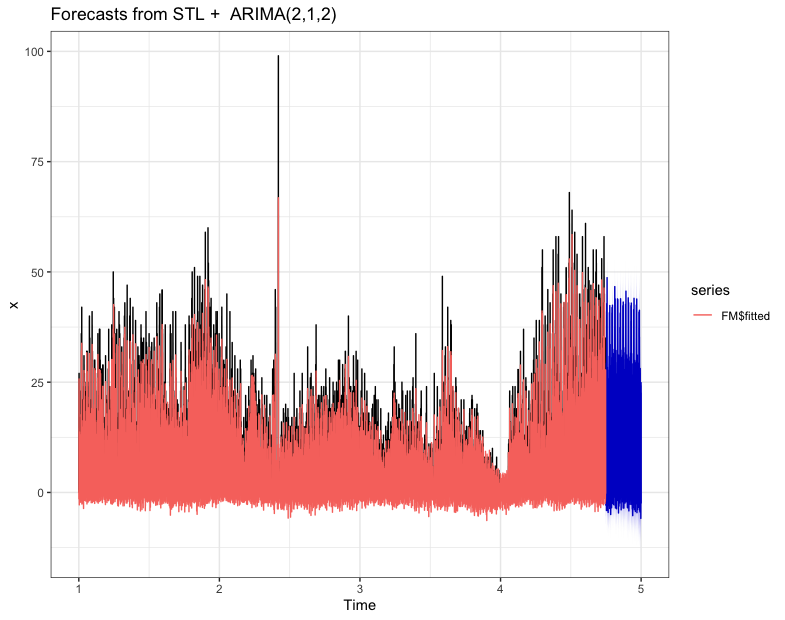 Forecasts from STL +  ARIMA(2,1,2)
100
75
50
25
0
x
1 2 3 4 5
Time
series
FM$fitted